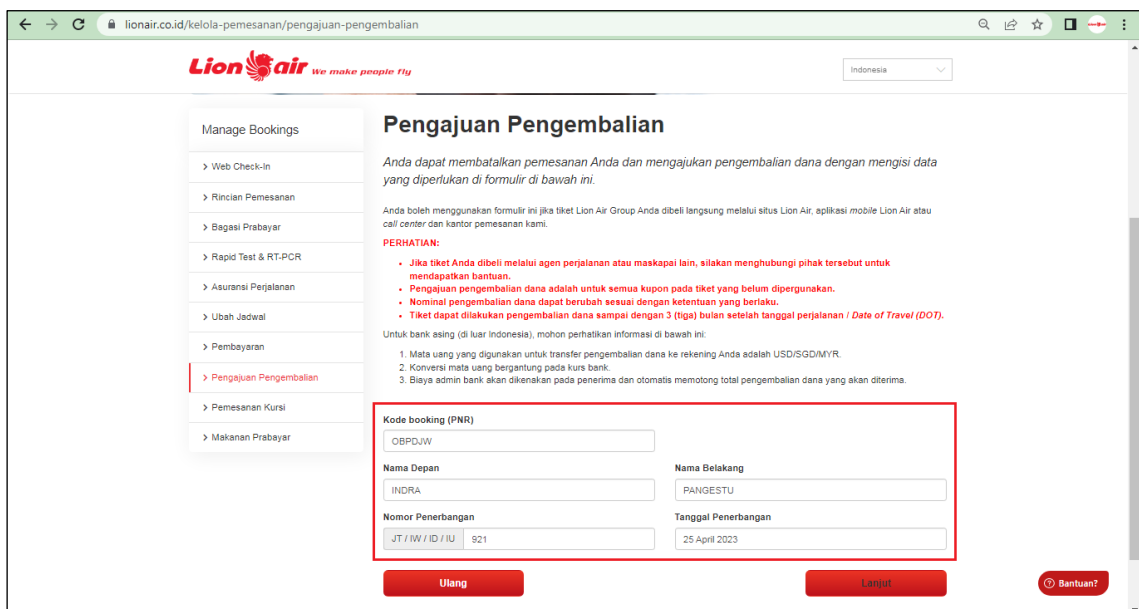 lionair.co.id/kelola-pemesanan/pengajuan-pengembalian
Lion air We make people fly
Indonesia
Manage Bookings
> Web Check-In
> Rincian Pemesanan
> Bagasi Prabayar
> Rapid Test & RT-PCR
> Asuransi Perjalanan
> Ubah Jadwal
> Pembayaran
> Pengajuan Pengembalian
> Pemesanan Kursi
> Makanan Prabayar
Pengajuan Pengembalian
Anda dapat membatalkan pemesanan Anda dan mengajukan pengembalian dana dengan mengisi data
yang diperlukan di formulir di bawah ini.
Anda boleh menggunakan formulir ini jika tiket Lion Air Group Anda dibeli langsung melalui situs Lion Air, aplikasi mobile Lion Air atau
call center dan kantor pemesanan kami.
PERHATIAN:
• Jika tiket Anda dibeli melalui agen perjalanan atau maskapai lain, silakan menghubungi pihak tersebut untuk
mendapatkan bantuan.
• Pengajuan pengembalian dana adalah untuk semua kupon pada tiket yang belum dipergunakan.
• Nominal pengembalian dana dapat berubah sesuai dengan ketentuan yang berlaku.
• Tiket dapat dilakukan pengembalian dana sampai dengan 3 (tiga) bulan setelah tanggal perjalanan / Date of Travel (DOT).
Untuk bank asing (di luar Indonesia), mohon perhatikan informasi di bawah ini:
1. Mata uang yang digunakan untuk transfer pengembalian dana ke rekening Anda adalah USD/SGD/MYR.
2. Konversi mata uang bergantung pada kurs bank.
3. Biaya admin bank akan dikenakan pada penerima dan otomatis memotong total pengembalian dana yang akan diterima.
Kode booking (PNR)
OBPDJW
Nama Depan
Nama Belakang
INDRA
PANGESTU
Nomor Penerbangan
Tanggal Penerbangan
JT / IW / ID / IU 921
25 April 2023
Ulang
Lanjut
Bantuan?